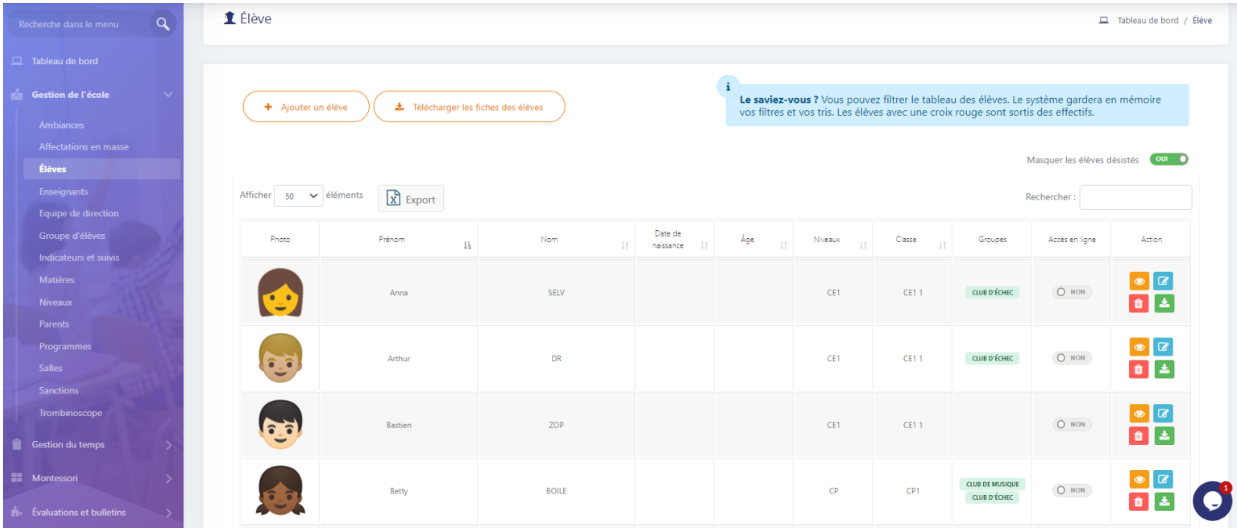 Recherche dans le menu
Tableau de bord
Gestion de l'école
Ambiances
Affectations en masse
Élèves
Enseignants
Equipe de direction
Groupe d'élèves
Indicateurs et suivis
Matières
Niveaux
Parents
Programmes
Salles
Sanctions
Trombinoscope
Gestion du temps
Montessori
Évaluations et bulletins
Élève
Tableau de bord / Élève
Ajouter un élève
Télécharger les fiches des élèves
i
Le saviez-vous ? Vous pouvez filtrer le tableau des élèves. Le système gardera en mémoire
vos filtres et vos tris. Les élèves avec une croix rouge sont sortis des effectifs.
Masquer les élèves désistés OUI
Afficher 50 éléments Export Rechercher :
Photo Prénom Nom Date de naissance Âge Niveaux Classe Groupes Accès en ligne Action
Anna SELV CE1 CE1 1 CLUB D'ÉCHEC NON
Arthur DR CE1 CE1 1 CLUB D'ÉCHEC NON
Bastien ZOP CE1 CE1 1 NON
Betty BOILE CP CP1 CLUB DE MUSIQUE CLUB D'ÉCHEC NON
1